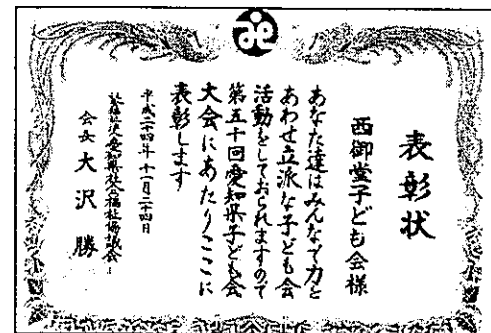 表彰状
西御堂子ども会様
あなた達はみんなで力を
あわせ立派な子ども会
活動をしておられますので
第五十回愛知県子ども会
大会にあたりここに
表彰します
平成二十四年十一月二十四日
社会福祉法人愛知県社会福祉協議会
会長 大沢勝